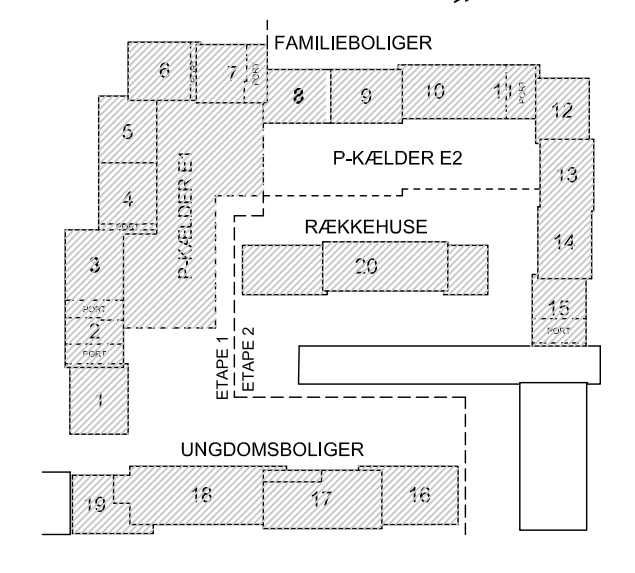 FAMILIEBOLIGER
6
PORT
7
PORT
8
9
10
11
PORT
12
5
P-KÆLDER E1
P-KÆLDER E2
13
4
PORT
RÆKKEHUSE
3
14
20
PORT
15
2
PORT
PORT
ETAPE 1
ETAPE 2
1
UNGDOMSBOLIGER
19
18
17
16